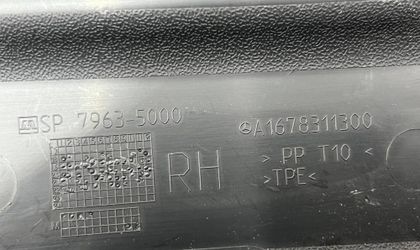 SP 7963-5000
A1678311300
RH
> PP T10 >
> TPE <